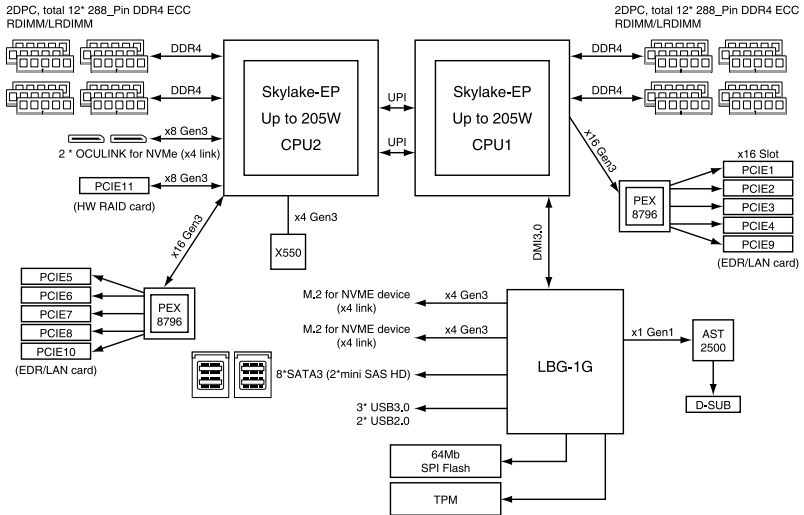 2DPC, total 12* 288_Pin DDR4 ECC
RDIMM/LRDIMM
2DPC, total 12* 288_Pin DDR4 ECC
RDIMM/LRDIMM
DDR4
DDR4
Skylake-EP
Up to 205W
CPU2
UPI
UPI
Skylake-EP
Up to 205W
CPU1
DDR4
DDR4
x8 Gen3
2 * OCULINK for NVMe (x4 link)
PCIE11
x8 Gen3
(HW RAID card)
x16 Gen3
x4 Gen3
X550
x16 Gen3
x16 Slot
PEX
8796
PCIE1
PCIE2
PCIE3
PCIE4
PCIE9
(EDR/LAN card)
DMI3.0
PCIE5
PCIE6
PCIE7
PCIE8
PCIE10
(EDR/LAN card)
PEX
8796
M.2 for NVME device
(x4 link)
x4 Gen3
M.2 for NVME device
(x4 link)
x4 Gen3
8*SATA3 (2*mini SAS HD)
3* USB3.0
2* USB2.0
LBG-1G
x1 Gen1
AST
2500
D-SUB
64Mb
SPI Flash
TPM